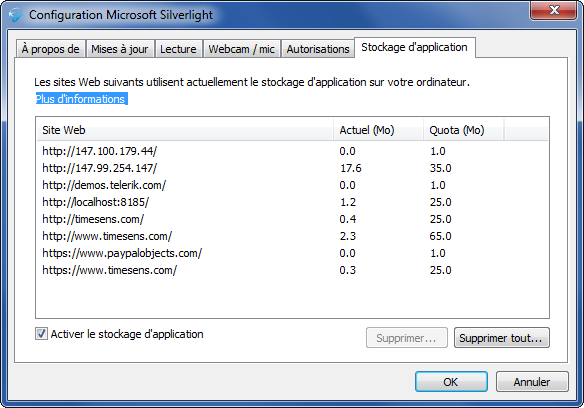 Configuration Microsoft Silverlight
À propos de Mises à jour Lecture Webcam / mic Autorisations Stockage d'application
Les sites Web suivants utilisent actuellement le stockage d'application sur votre ordinateur.
Plus d'informations
Site Web Actuel (Mo) Quota (Mo)
http://147.100.179.44/ 0.0 1.0
http://147.99.254.147/ 17.6 35.0
http://demos.telerik.com/ 0.0 1.0
http://localhost:8185/ 1.2 25.0
http://timesens.com/ 0.4 25.0
http://www.timesens.com/ 2.3 65.0
https://www.paypalobjects.com/ 0.0 1.0
https://www.timesens.com/ 0.3 25.0
Activer le stockage d'application Supprimer... Supprimer tout...
OK Annuler